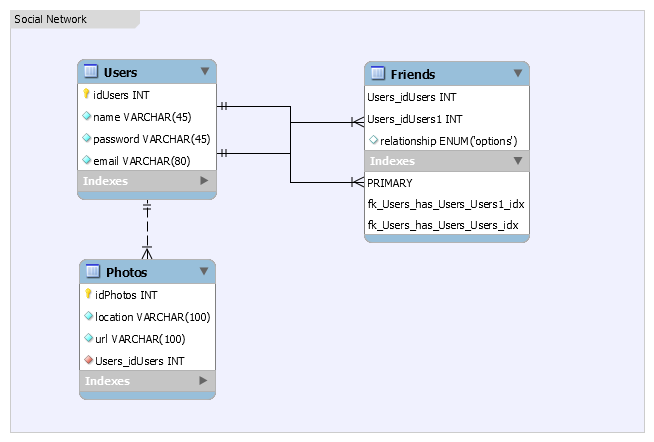 Social Network
Users
idUsers INT
name VARCHAR(45)
password VARCHAR(45)
email VARCHAR(80)
Indexes
Friends
Users_idUsers INT
Users_idUsers1 INT
relationship ENUM('options')
Indexes
PRIMARY
fk_Users_has_Users_Users1_idx
fk_Users_has_Users_Users_idx
Photos
idPhotos INT
location VARCHAR(100)
url VARCHAR(100)
Users_idUsers INT
Indexes